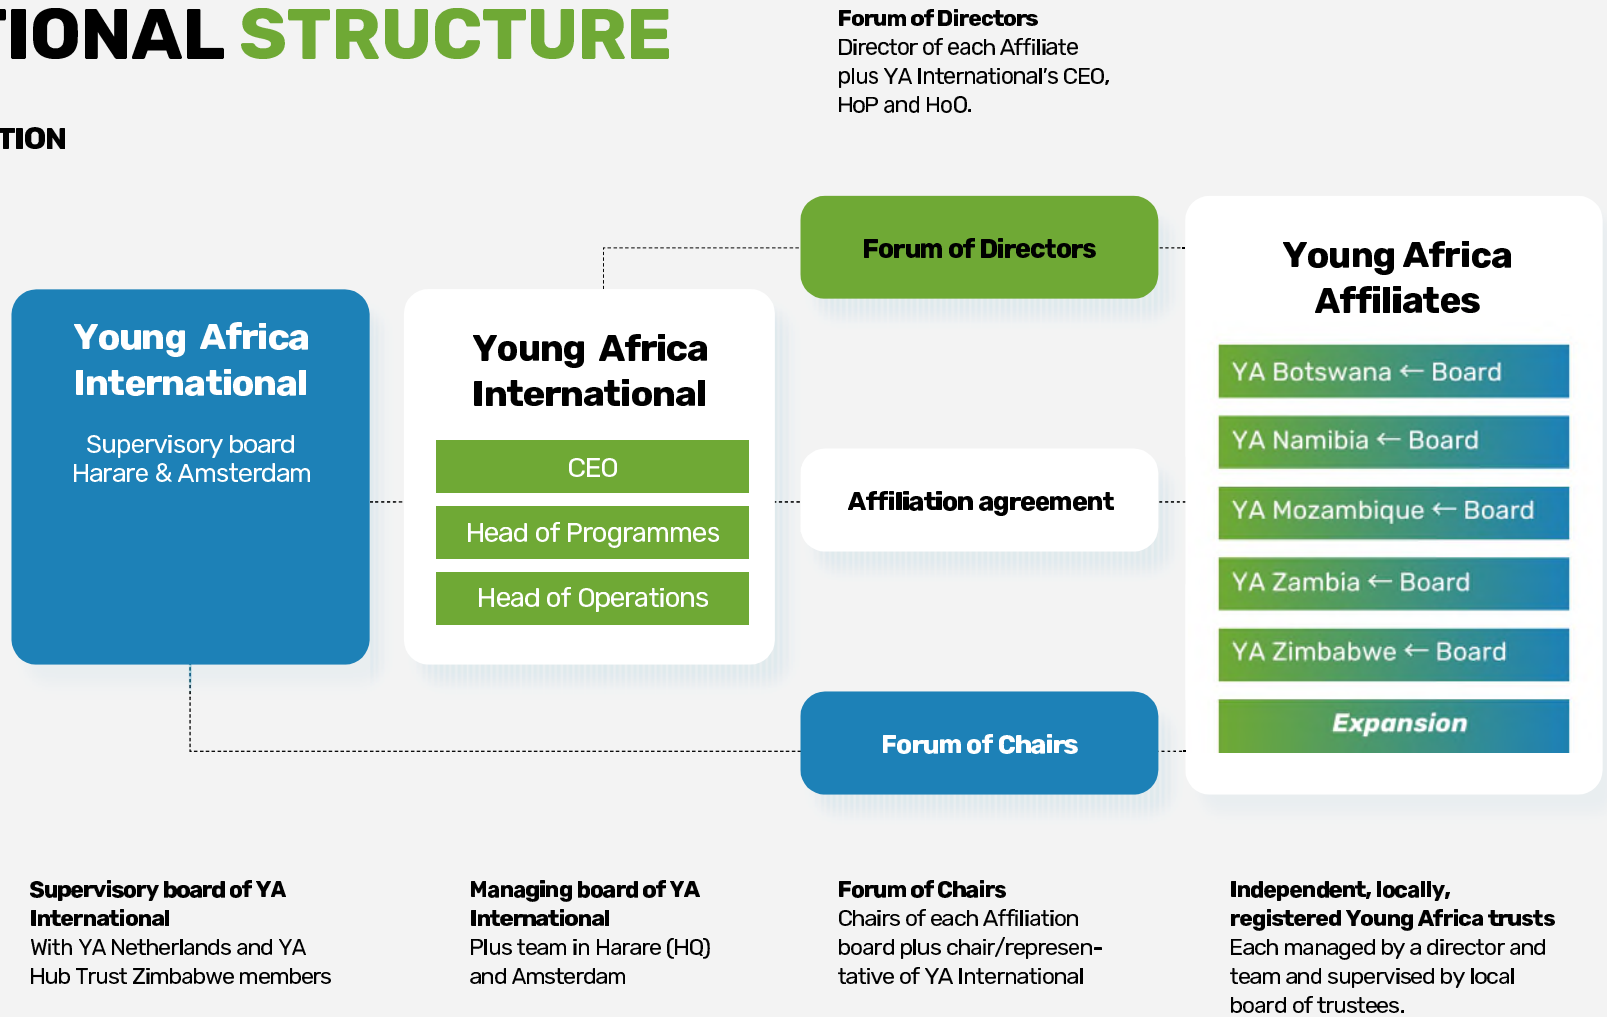 TIONAL STRUCTURE
TION
Forum of Directors
Director of each Affiliate
plus YA International's CEO,
HoP and HoO.
Young Africa
International
Supervisory board
Harare & Amsterdam
Young Africa
International
CEO
Head of Programmes
Head of Operations
Forum of Directors
Affiliation agreement
Forum of Chairs
Young Africa
Affiliates
YA Botswana ← Board
YA Namibia ← Board
YA Mozambique ← Board
YA Zambia ← Board
YA Zimbabwe ← Board
Expansion
Supervisory board of YA
International
With YA Netherlands and YA
Hub Trust Zimbabwe members
Managing board of YA
International
Plus team in Harare (HQ)
and Amsterdam
Forum of Chairs
Chairs of each Affiliation
board plus chair/represen-
tative of YA International
Independent, locally,
registered Young Africa trusts
Each managed by a director and
team and supervised by local
board of trustees.